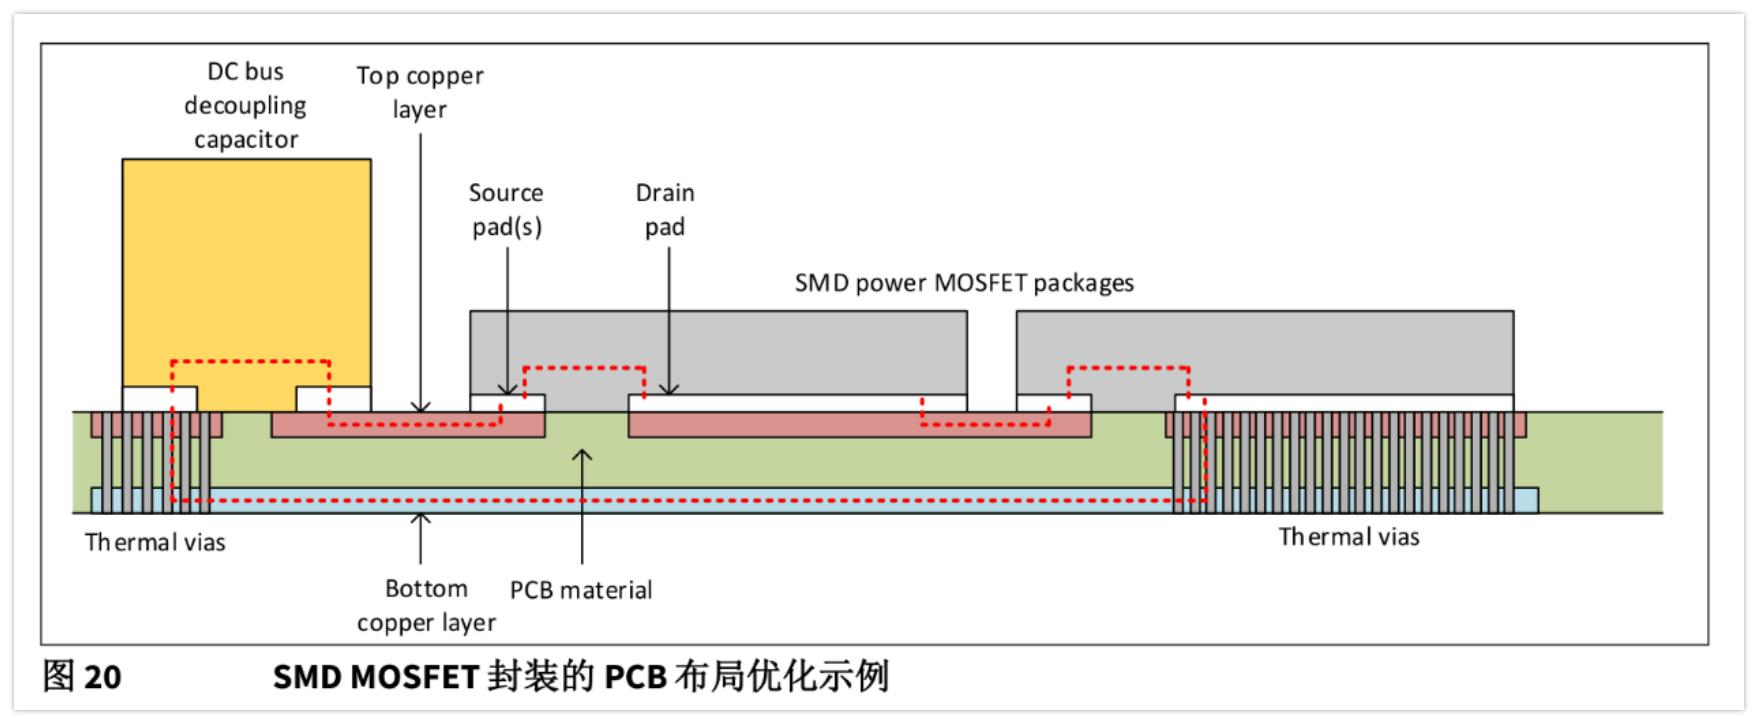 DC bus
decoupling
capacitor
Top copper
layer
Source
pad(s)
Drain
pad
SMD power MOSFET packages
Thermal vias
Thermal vias
Bottom
copper layer
PCB material
图 20 SMD MOSFET 封装的 PCB 布局优化示例